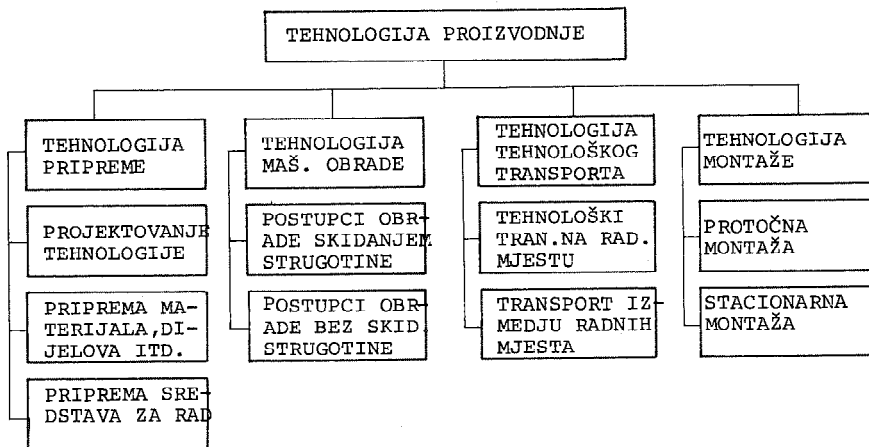 TEHNOLOGIJA PROIZVODNJE
TEHNOLOGIJA
PRIPREME
PROJEKTOVANJE
TEHNOLOGIJE
PRIPREMA MA-
TERIJALA,DI-
JELOVA ITD.
PRIPREMA SRE-
DSTAVA ZA RAD
TEHNOLOGIJA
MAŠ. OBRADE
POSTUPCI OBR-
ADE SKIDANJEM
STRUGOTINE
POSTUPCI OBR-
ADE BEZ SKID.
STRUGOTINE
TEHNOLOGIJA
TEHNOLOŠKOG
TRANSPORTA
TEHNOLOŠKI
TRAN.NA RAD.
MJESTU
TRANSPORT IZ-
MEDJU RADNIH
MJESTA
TEHNOLOGIJA
MONTAŽE
PROTOČNA
MONTAŽA
STACIONARNA
MONTAŽA